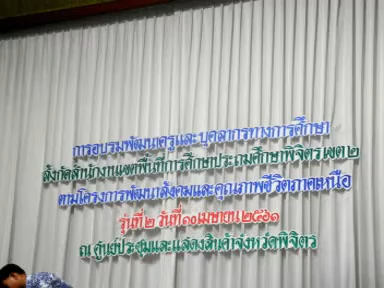 การอบรมพัฒนาครูและบุคลากรทางการศึกษา
สังกัดสำนักงานเขตพื้นที่การศึกษาประถมศึกษาพิจิตร เขต ๒
ตามโครงการพัฒนาสังคมและคุณภาพชีวิตภาคเหนือ
รุ่นที่ ๒ วันที่ ๑๐ เมษายน ๒๕๖๑
ณ ศูนย์ประชุมและแสดงสินค้าจังหวัดพิจิตร